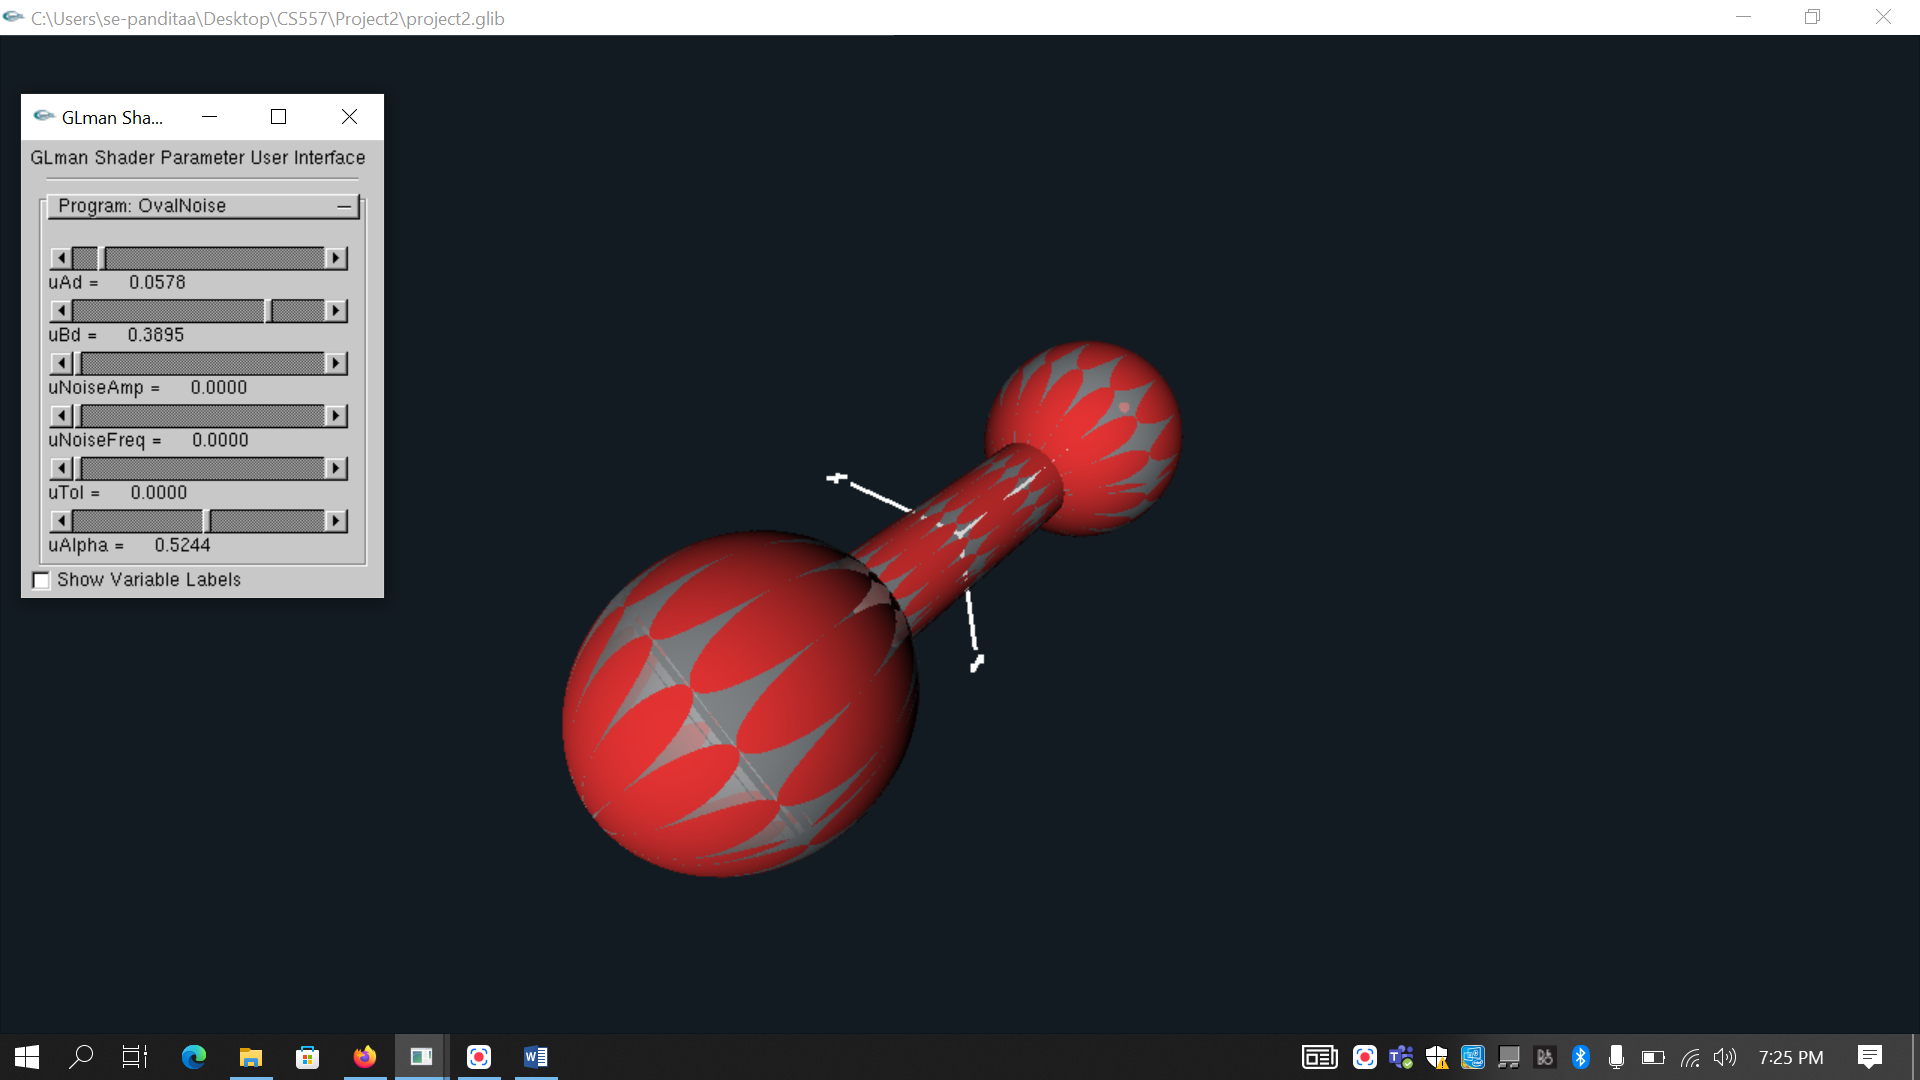 C:\Users\se-panditaa\Desktop\CS557\Project2\project2.glib
GLman Sha...
GLman Shader Parameter User Interface
Program: OvalNoise
uAd = 0.0578
uBd = 0.3895
uNoiseAmp = 0.0000
uNoiseFreq = 0.0000
uTol = 0.0000
uAlpha = 0.5244
Show Variable Labels
7:25 PM